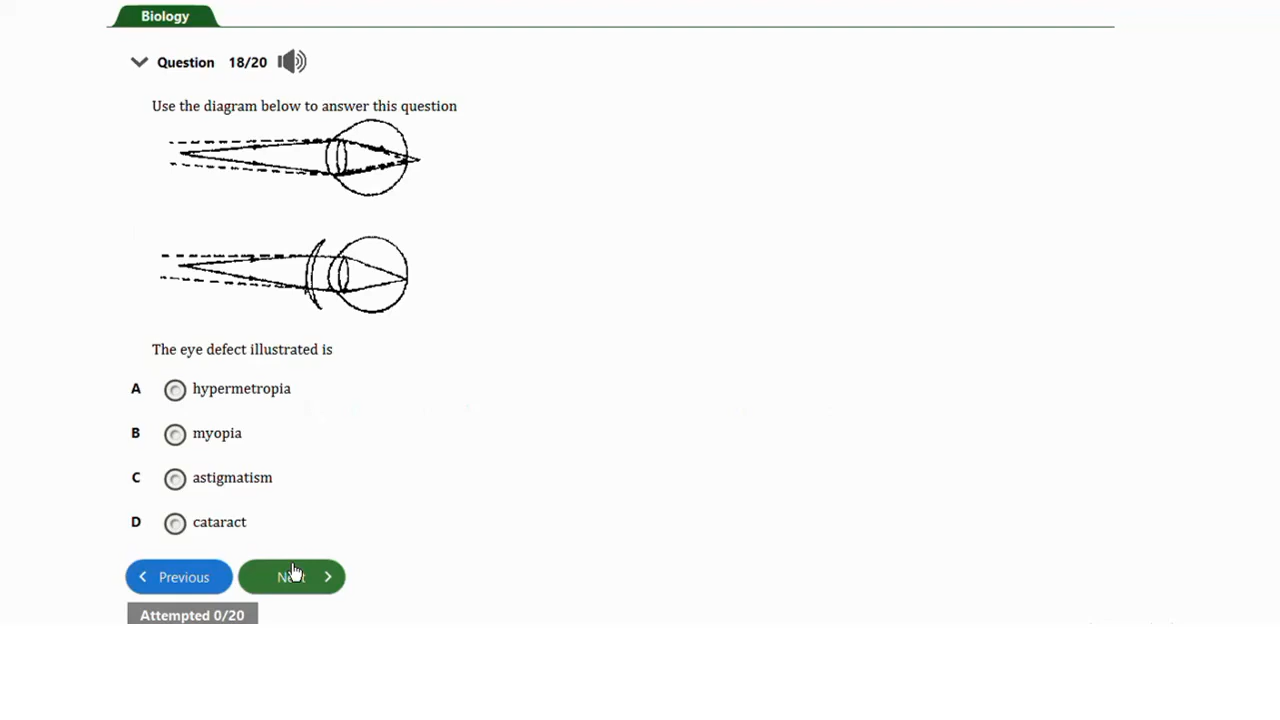 Biology
Question 18/20
Use the diagram below to answer this question
The eye defect illustrated is
A hypermetropia
B myopia
C astigmatism
D cataract
Previous
Attempted 0/20